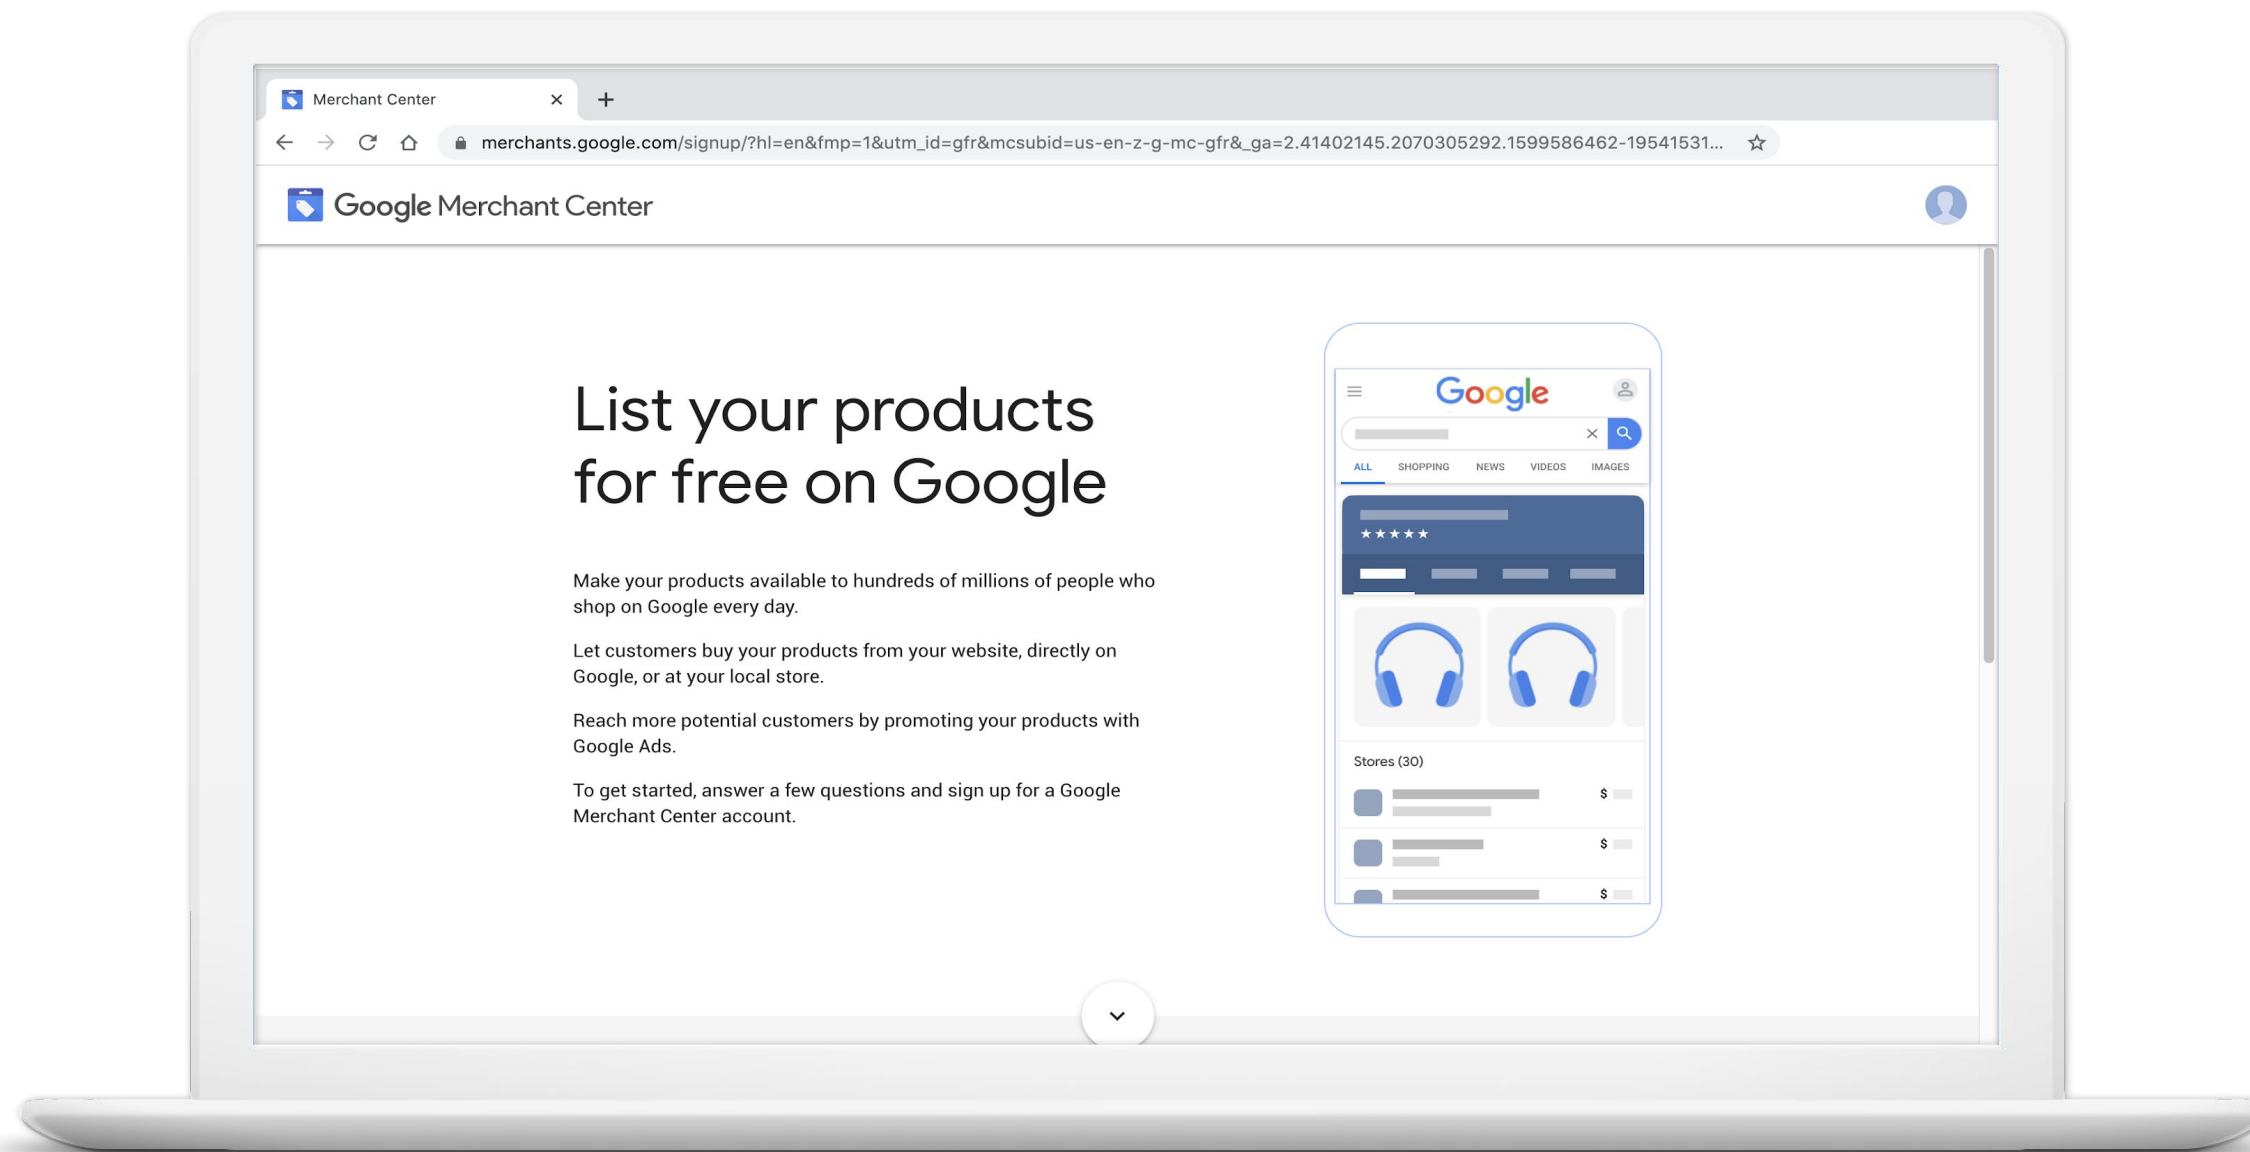 Merchant Center
merchants.google.com/signup/?hl=en&fmp=1&utm_id=gfr&mcsubid=us-en-z-g-mc-gfr&_ga=2.41402145.2070305292.1599586462-19541531...
Google Merchant Center
List your products
for free on Google
Make your products available to hundreds of millions of people who
shop on Google every day.
Let customers buy your products from your website, directly on
Google, or at your local store.
Reach more potential customers by promoting your products with
Google Ads.
To get started, answer a few questions and sign up for a Google
Merchant Center account.
Google
ALL SHOPPING NEWS VIDEOS IMAGES
Stores (30)
$
$
$